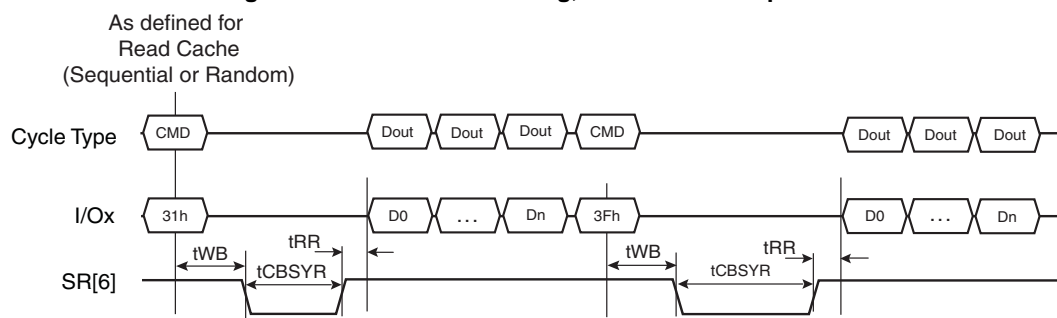 As defined for
Read Cache
(Sequential or Random)
Cycle Type CMD Dout Dout Dout CMD Dout Dout Dout
I/Ox 31h D0 ... Dn 3Fh D0 ... Dn
tWB tRR tWB tRR
tCBSYR tCBSYR
SR[6]